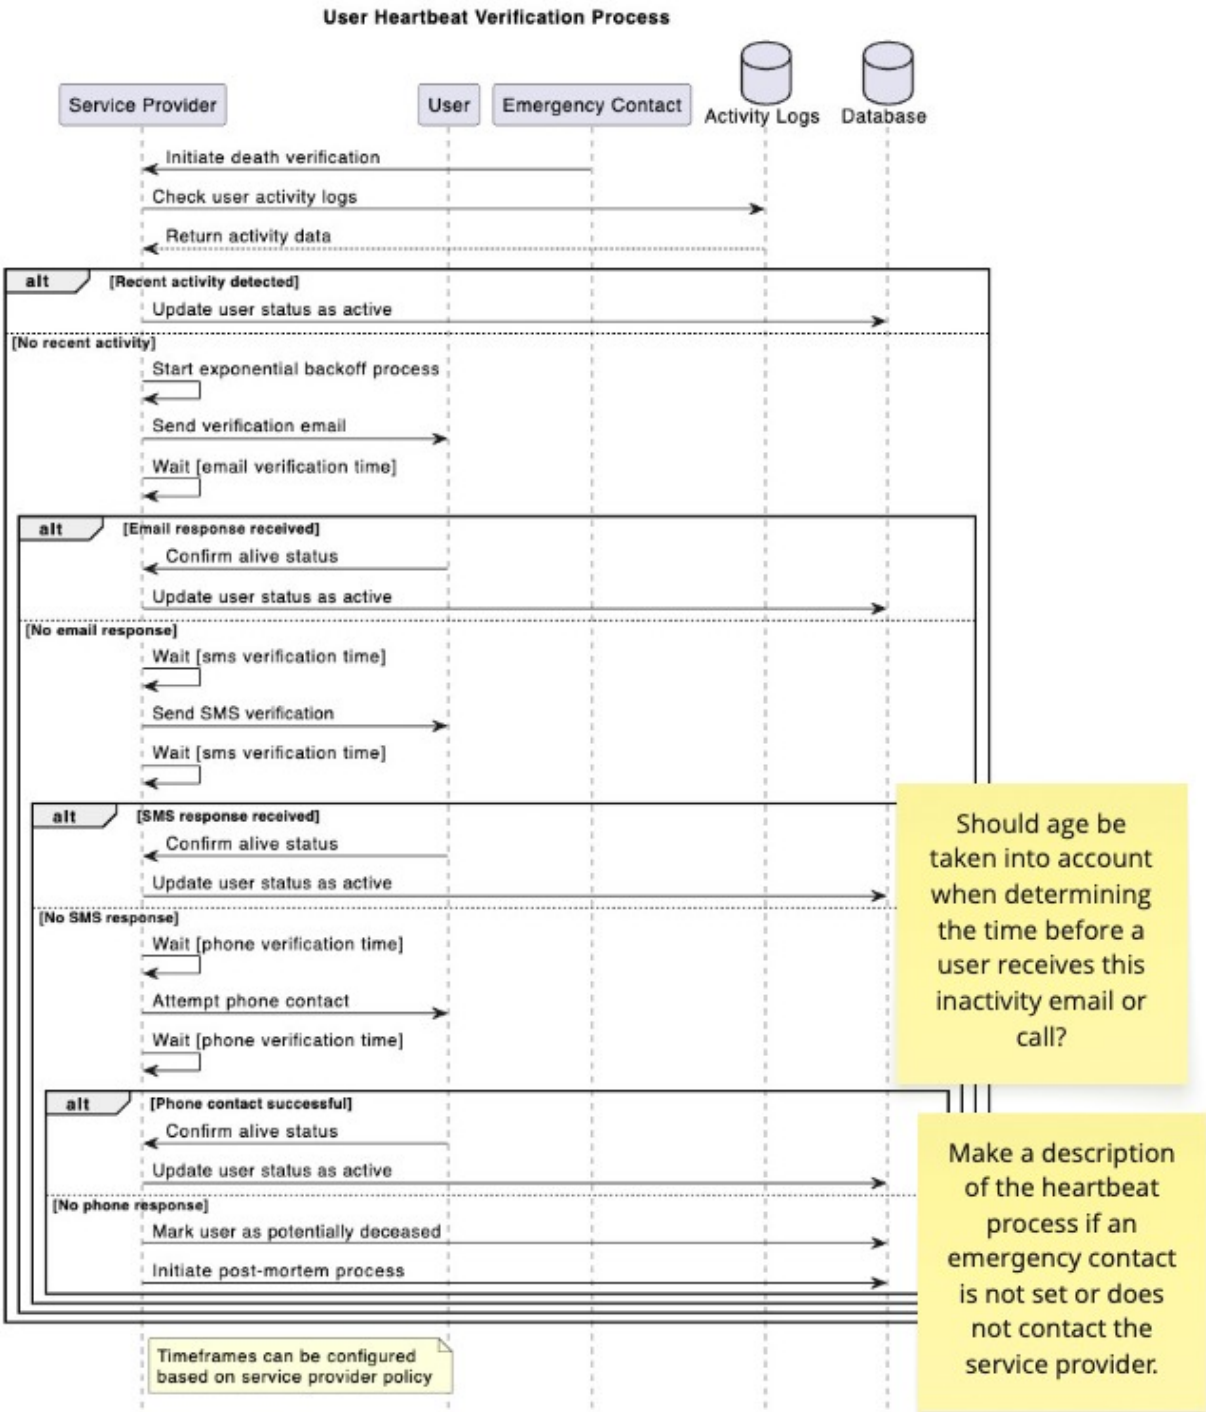 User Heartbeat Verification Process
Service Provider
User
Emergency Contact
Activity Logs
Database
Initiate death verification
Check user activity logs
Return activity data
alt
[Recent activity detected]
Update user status as active
[No recent activity]
Start exponential backoff process
Send verification email
Wait [email verification time]
alt
[Email response received]
Confirm alive status
Update user status as active
[No email response]
Wait [sms verification time]
Send SMS verification
Wait [sms verification time]
alt
[SMS response received]
Confirm alive status
Update user status as active
[No SMS response]
Wait [phone verification time]
Attempt phone contact
Wait [phone verification time]
alt
[Phone contact successful]
Confirm alive status
Update user status as active
[No phone response]
Mark user as potentially deceased
Initiate post-mortem process
Timeframes can be configured
based on service provider policy
Should age be
taken into account
when determining
the time before a
user receives this
inactivity email or
call?
Make a description
of the heartbeat
process if an
emergency contact
is not set or does
not contact the
service provider.